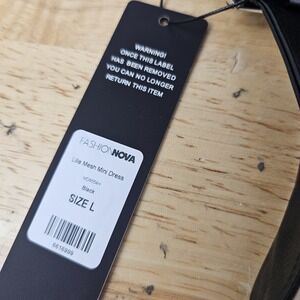 WARNING!
ONCE THIS LABEL
HAS BEEN REMOVED
YOU CAN NO LONGER
RETURN THIS ITEM
FASHIONNOVA
Lilia Mesh Mini Dress
Black
SIZE L